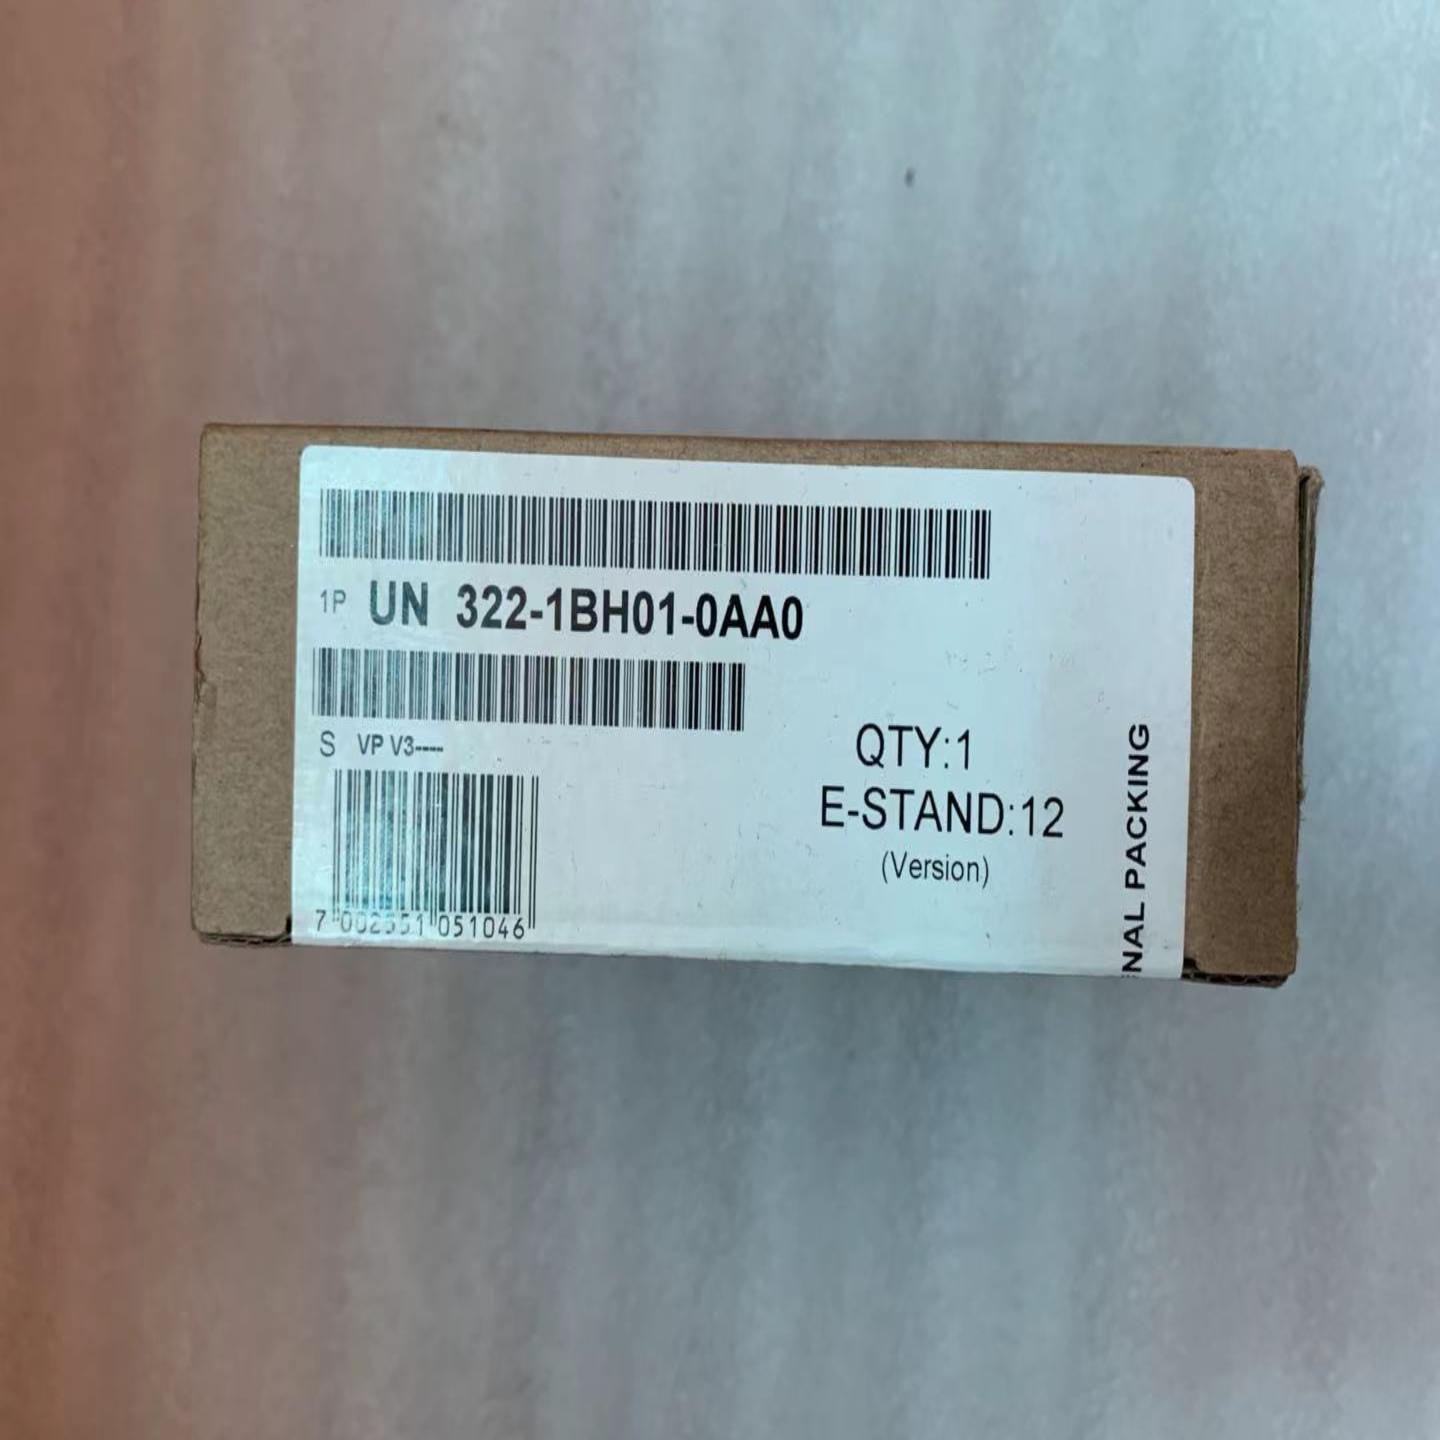 1P UN 322-1BH01-0AA0
S VP V3----
QTY:1
E-STAND:12
(Version)
7 002551 051046
NAL PACKING